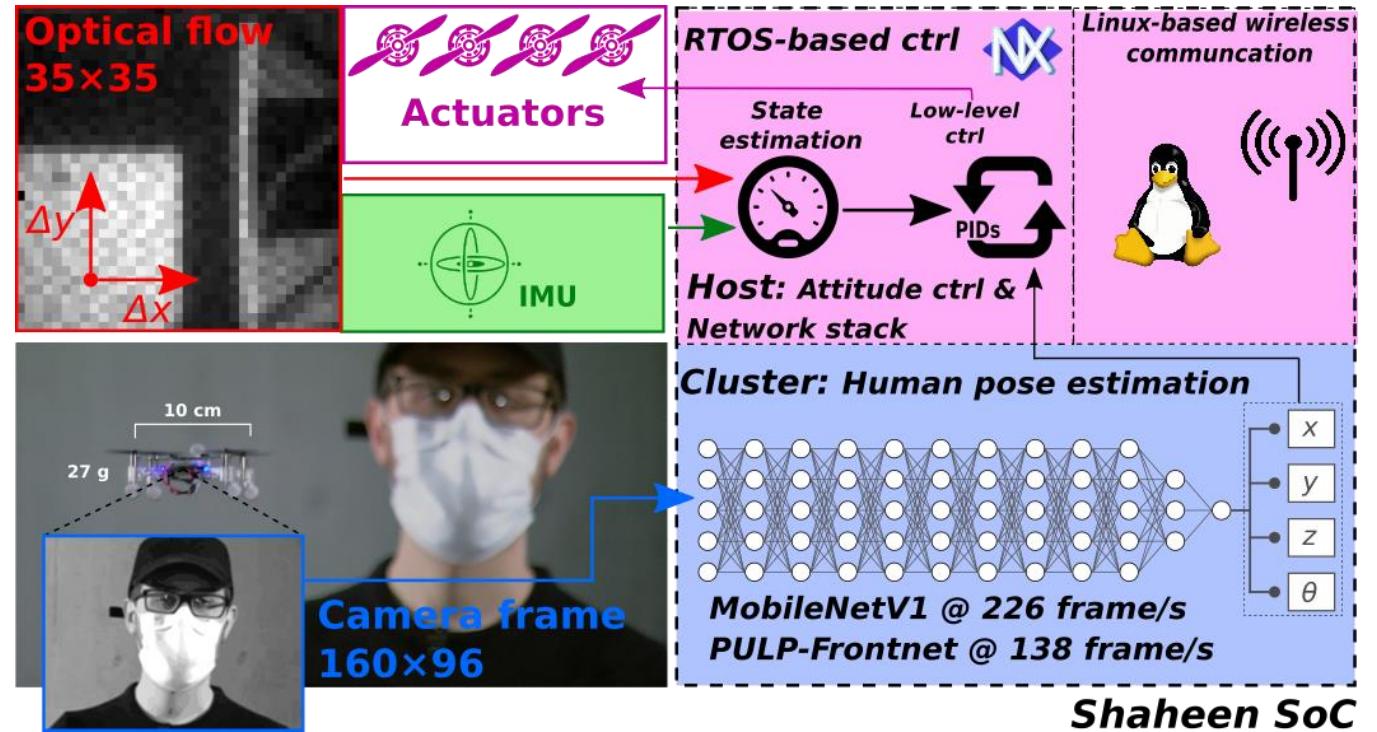 Optical flow
35×35
Δy
Δx
Actuators
IMU
RTOS-based ctrl
NX
State
estimation
Low-level
ctrl
PIDs
Host: Attitude ctrl &
Network stack
Linux-based wireless
communcation
10 cm
27 g
Camera frame
160×96
Cluster: Human pose estimation
x
y
z
θ
MobileNetV1 @ 226 frame/s
PULP-Frontnet @ 138 frame/s
Shaheen SoC